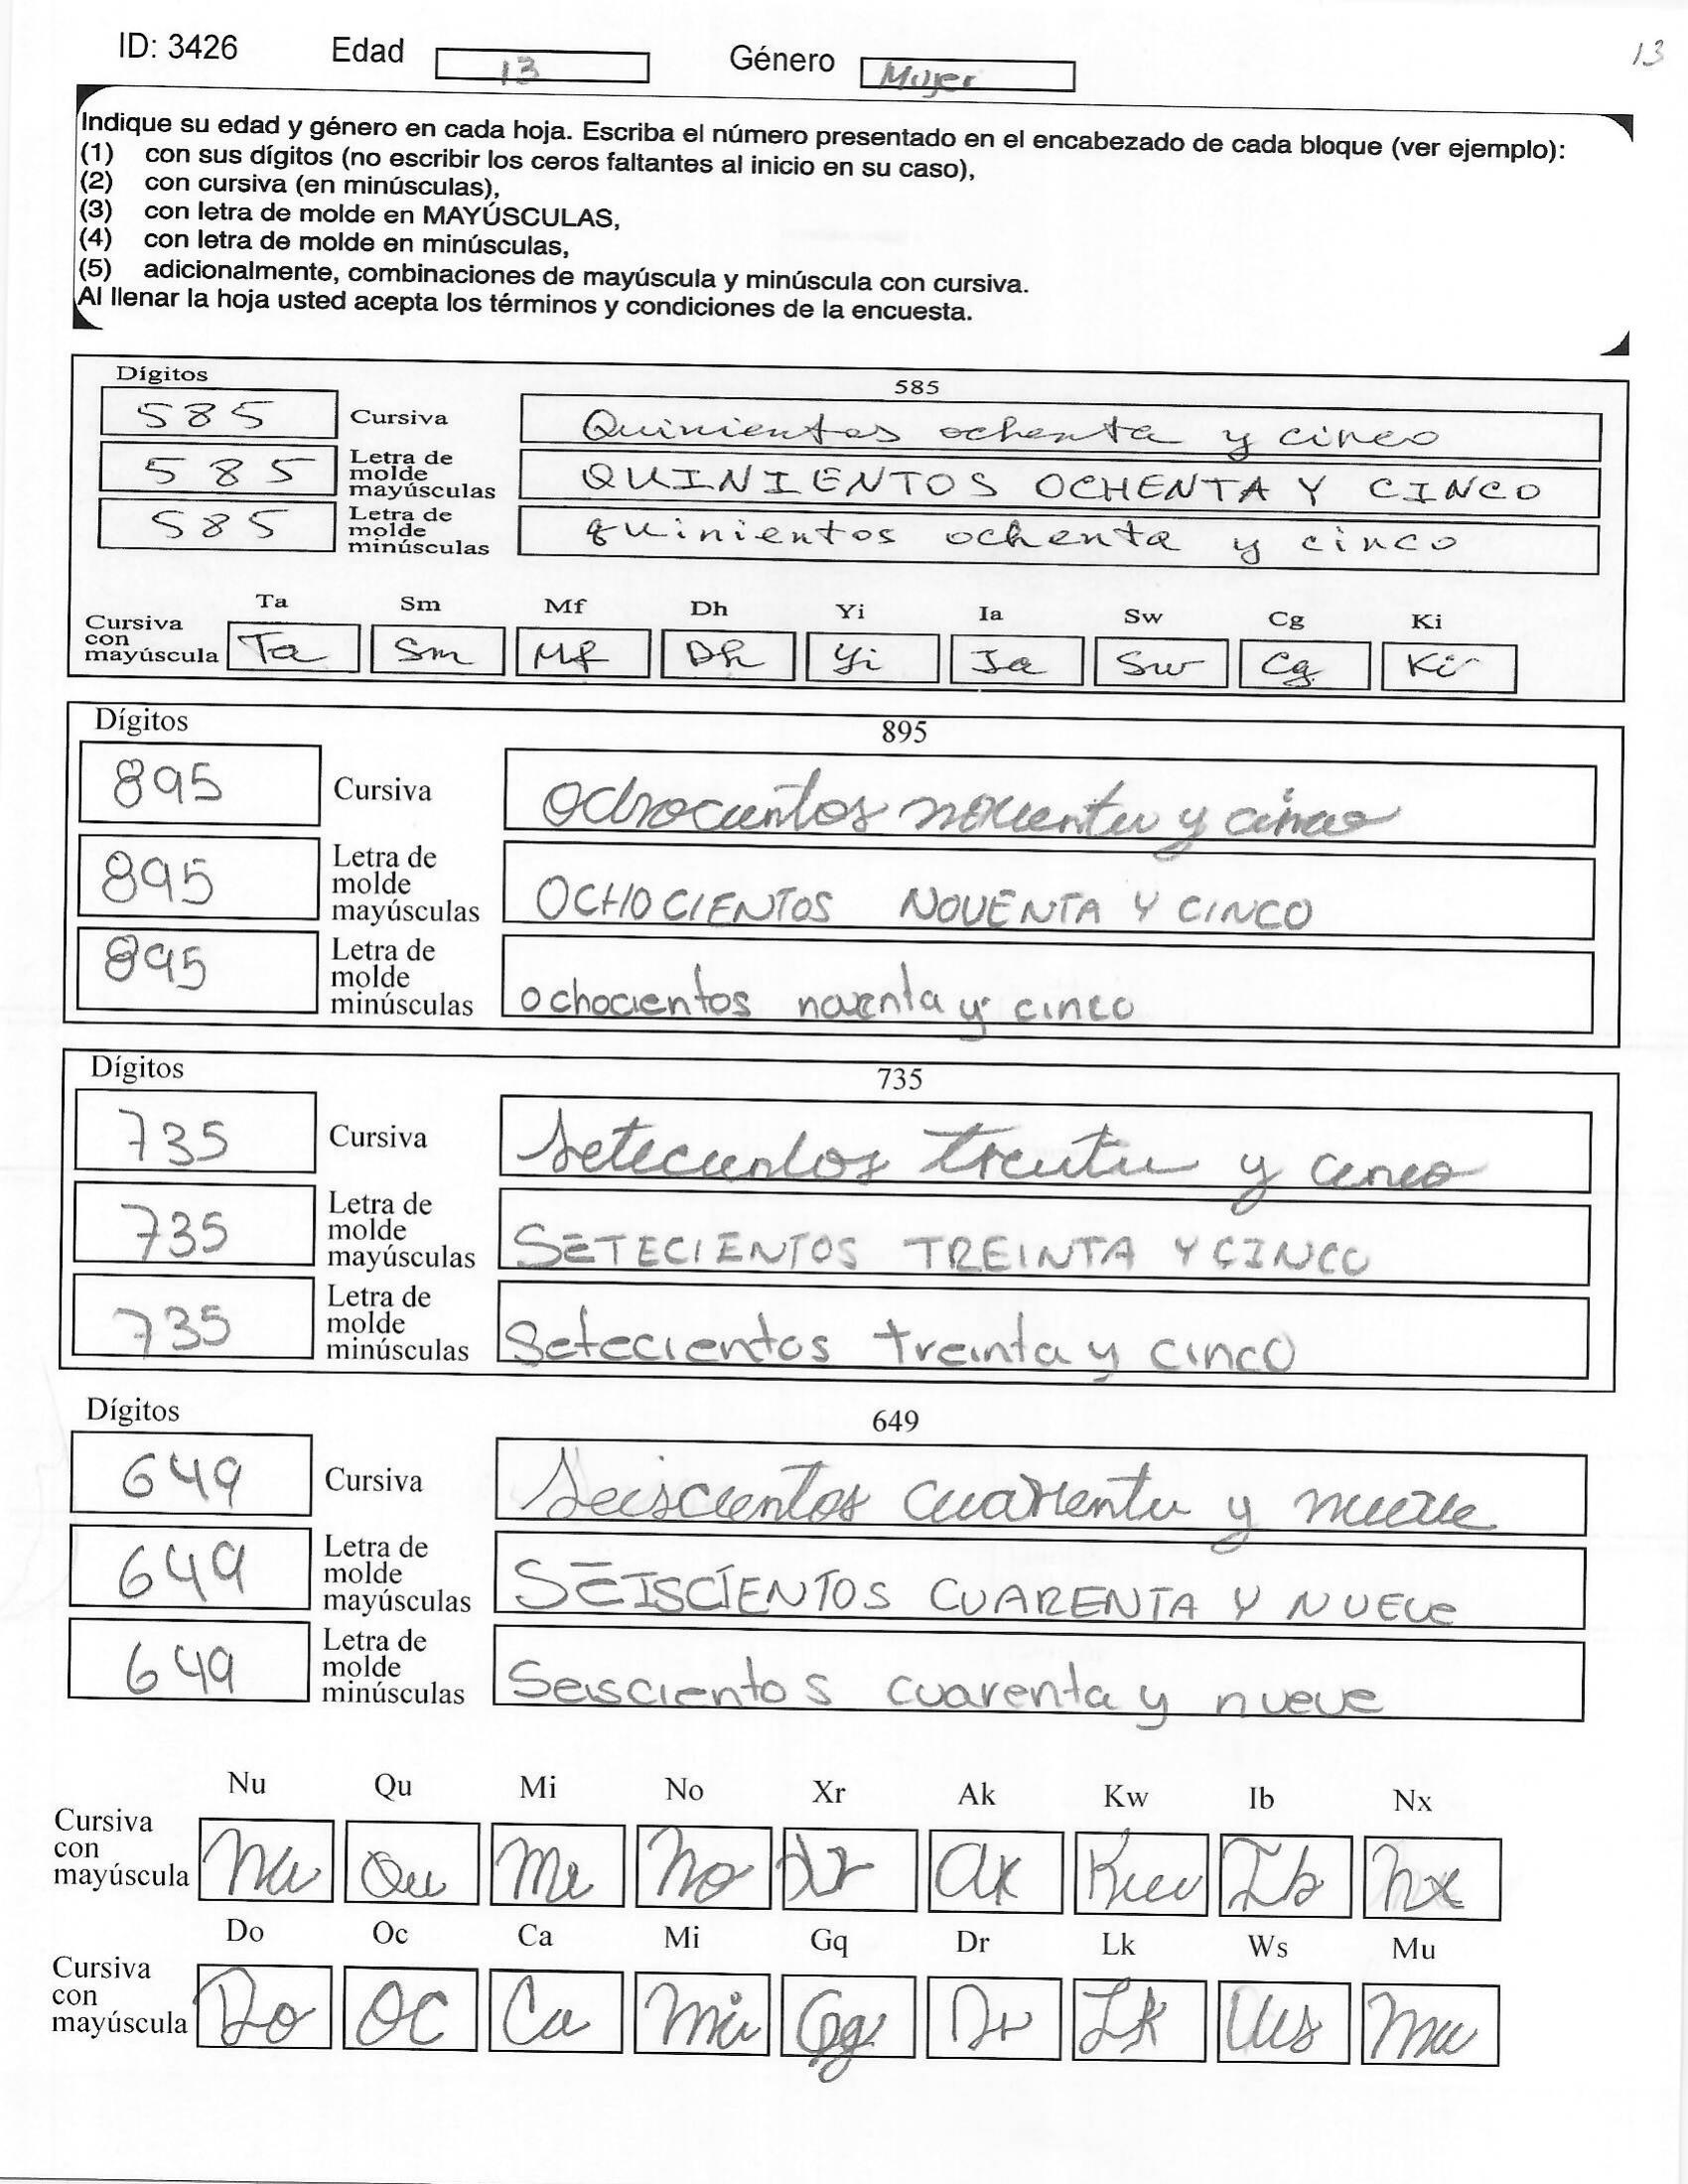 ID: 3426 Edad 13 Género Mujer 13
Indique su edad y género en cada hoja. Escriba el número presentado en el encabezado de cada bloque (ver ejemplo):
(1) con sus dígitos (no escribir los ceros faltantes al inicio en su caso),
(2) con cursiva (en minúsculas),
(3) con letra de molde en MAYÚSCULAS,
(4) con letra de molde en minúsculas,
(5) adicionalmente, combinaciones de mayúscula y minúscula con cursiva.
Al llenar la hoja usted acepta los términos y condiciones de la encuesta.
Dígitos 585
585 Cursiva Quinientos ochenta y cinco
585 Letra de molde mayúsculas QUINIENTOS OCHENTA Y CINCO
585 Letra de molde minúsculas quinientos ochenta y cinco
Ta Sm Mf Dh Yi Ia Sw Cg Ki
Cursiva con mayúscula Ta Sm Mf Dh Yi Ia Sw Cg Ki
Dígitos 895
895 Cursiva ochocientos noventa y cinco
895 Letra de molde mayúsculas OCHOCIENTOS NOVENTA Y CINCO
895 Letra de molde minúsculas ochocientos noventa y cinco
Dígitos 735
735 Cursiva setecientos treinta y cinco
735 Letra de molde mayúsculas SETECIENTOS TREINTA Y CINCO
735 Letra de molde minúsculas Setecientos treinta y cinco
Dígitos 649
649 Cursiva seiscientos cuarenta y nueve
649 Letra de molde mayúsculas SEISCIENTOS CUARENTA Y NUEVe
649 Letra de molde minúsculas Seiscientos cuarenta y nueve
Nu Qu Mi No Xr Ak Kw Ib Nx
Cursiva con mayúscula Nu Qu Mi No Xr Ak Kw Ib Nx
Do Oc Ca Mi Gq Dr Lk Ws Mu
Cursiva con mayúscula Do Oc Ca Mi Gq Dr Lk Ws Mu